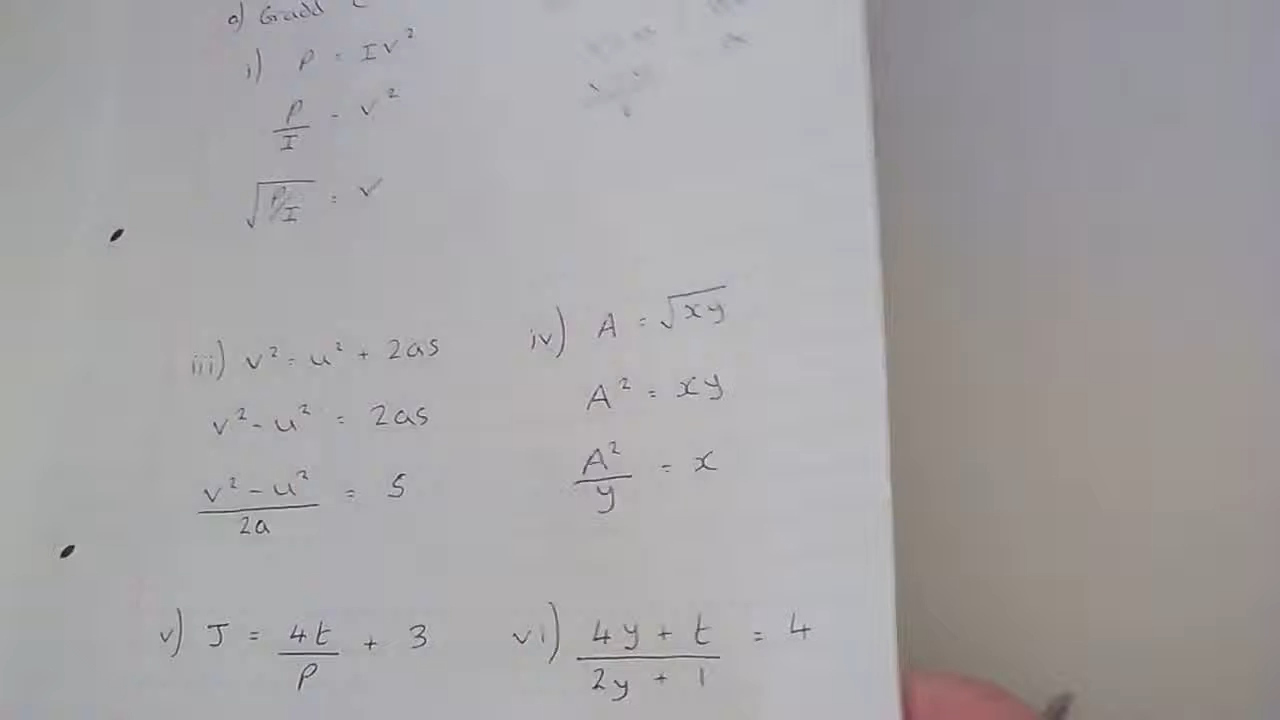 i) P = IV²
P/I = V²
√P/I = V
iii) v² = u² + 2as
v² - u² = 2as
(v² - u²)/2a = s
iv) A = √xy
A² = xy
A²/y = x
v) J = 4t/P + 3
vi) (4y + t)/(2y + 1) = 4